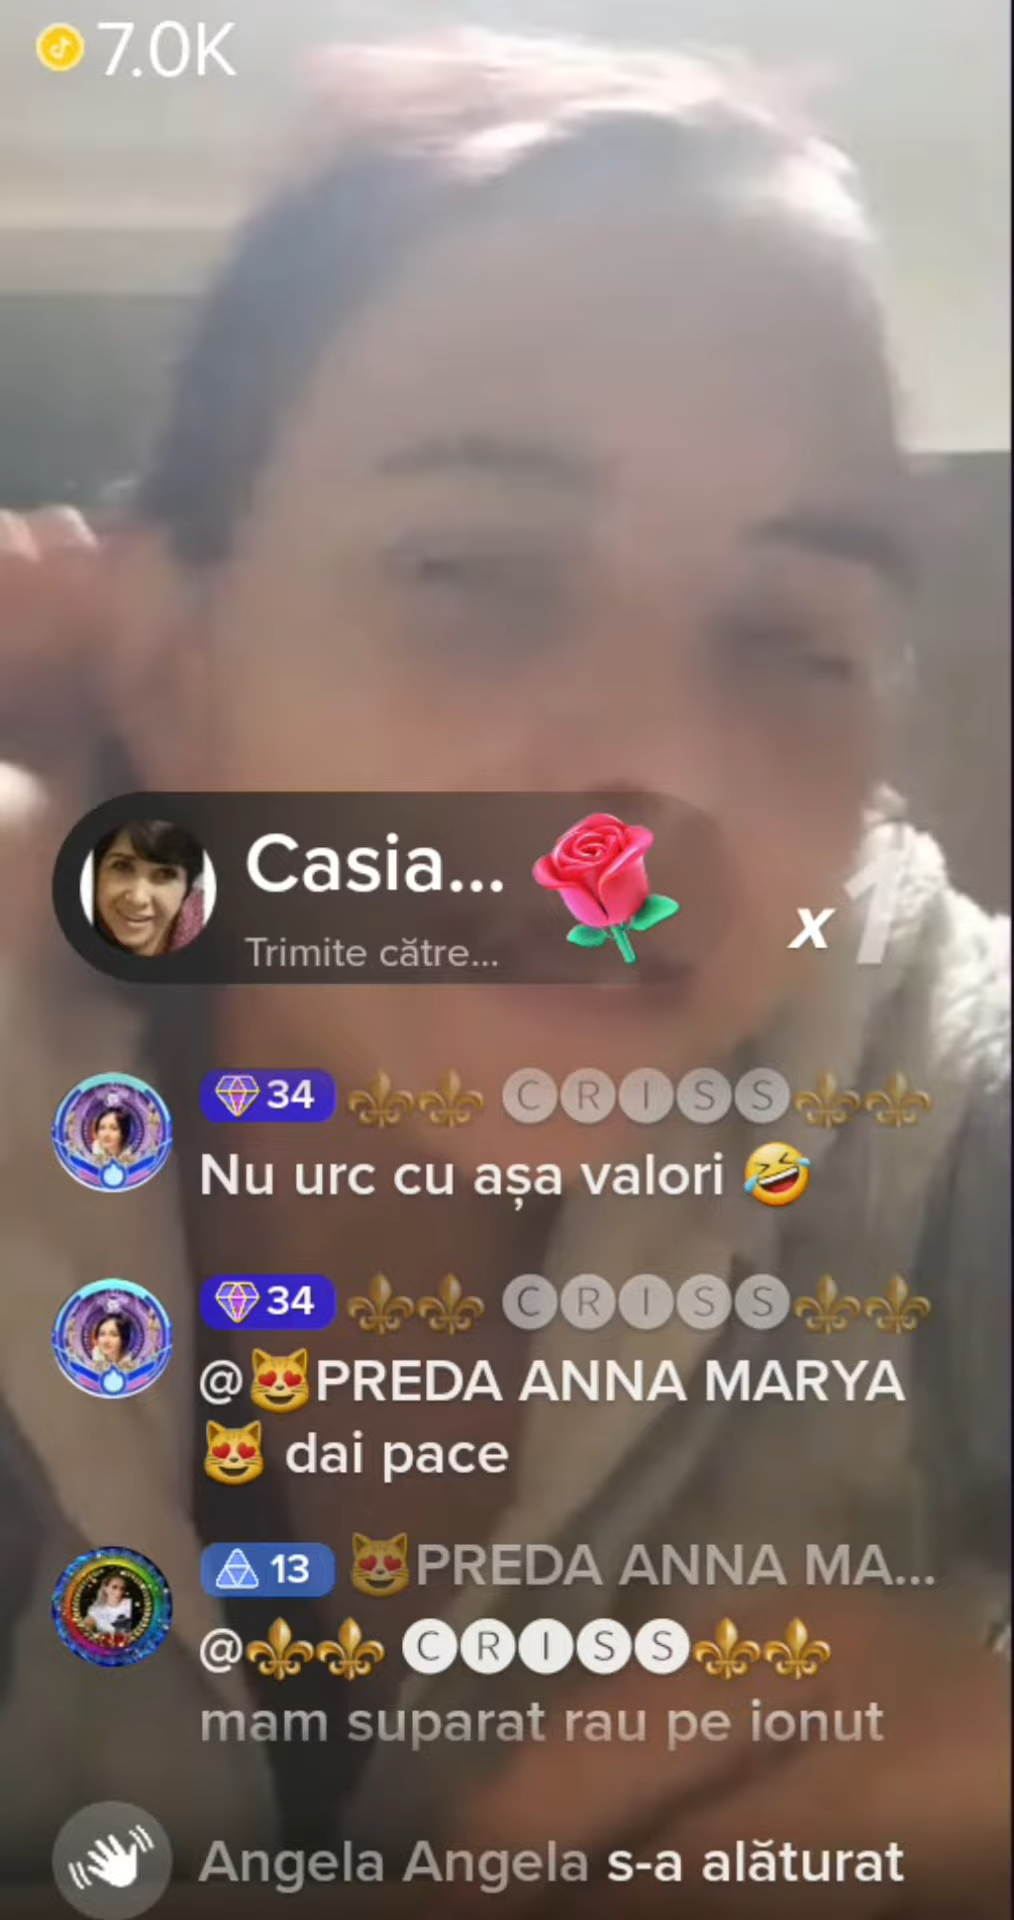 7.0K
Casia...
Trimite către...
x 1
34 ⚜️⚜️ ⒸⓇⒾⓈⓈ⚜️⚜️
Nu urc cu așa valori 🤣
34 ⚜️⚜️ ⒸⓇⒾⓈⓈ⚜️⚜️
@😻PREDA ANNA MARYA
😻 dai pace
13 😻PREDA ANNA MA...
@⚜️⚜️ ⒸⓇⒾⓈⓈ⚜️⚜️
mam suparat rau pe ionut
Angela Angela s-a alăturat